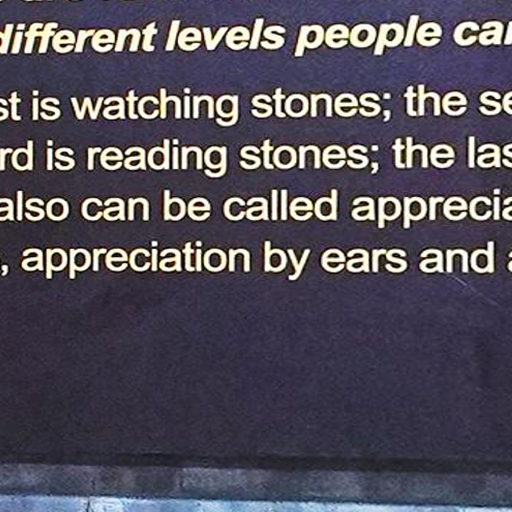 different levels people can
st is watching stones; the se
rd is reading stones; the las
also can be called apprecia
, appreciation by ears and a